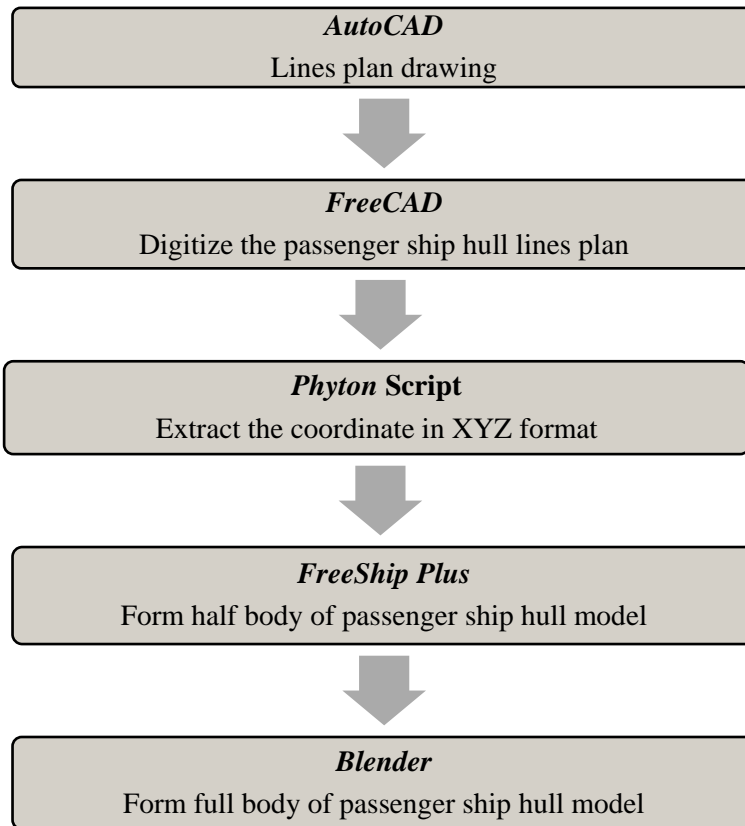 AutoCAD
Lines plan drawing
FreeCAD
Digitize the passenger ship hull lines plan
Phyton Script
Extract the coordinate in XYZ format
FreeShip Plus
Form half body of passenger ship hull model
Blender
Form full body of passenger ship hull model